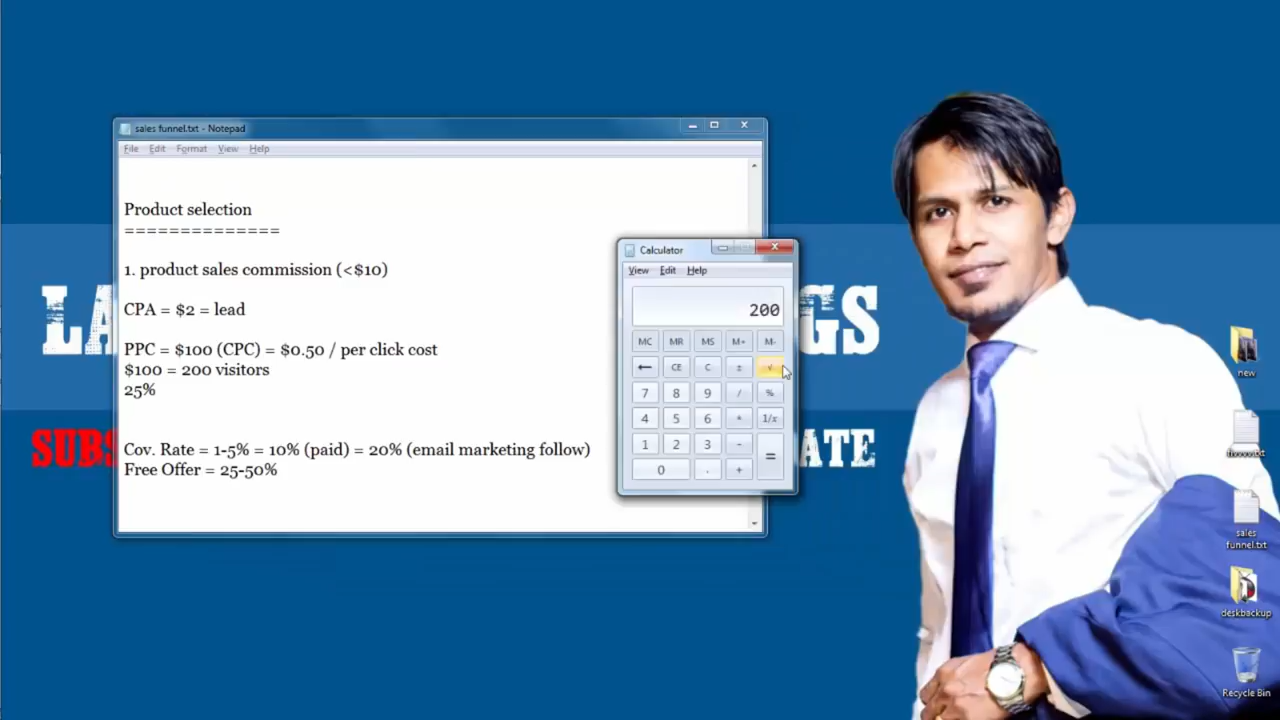 sales funnel.txt - Notepad
File Edit Format View Help
Product selection
==============
1. product sales commission (<$10)
CPA = $2 = lead
PPC = $100 (CPC) = $0.50 / per click cost
$100 = 200 visitors
25%
Cov. Rate = 1-5% = 10% (paid) = 20% (email marketing follow)
Free Offer = 25-50%
Calculator
View Edit Help
200
MC MR MS M+ M-
← CE C ± √
7 8 9 / %
4 5 6 * 1/x
1 2 3 - =
0 . +
LA
GS
SUBS
ATE
new
sales
funnel.txt
deskbackup
Recycle Bin